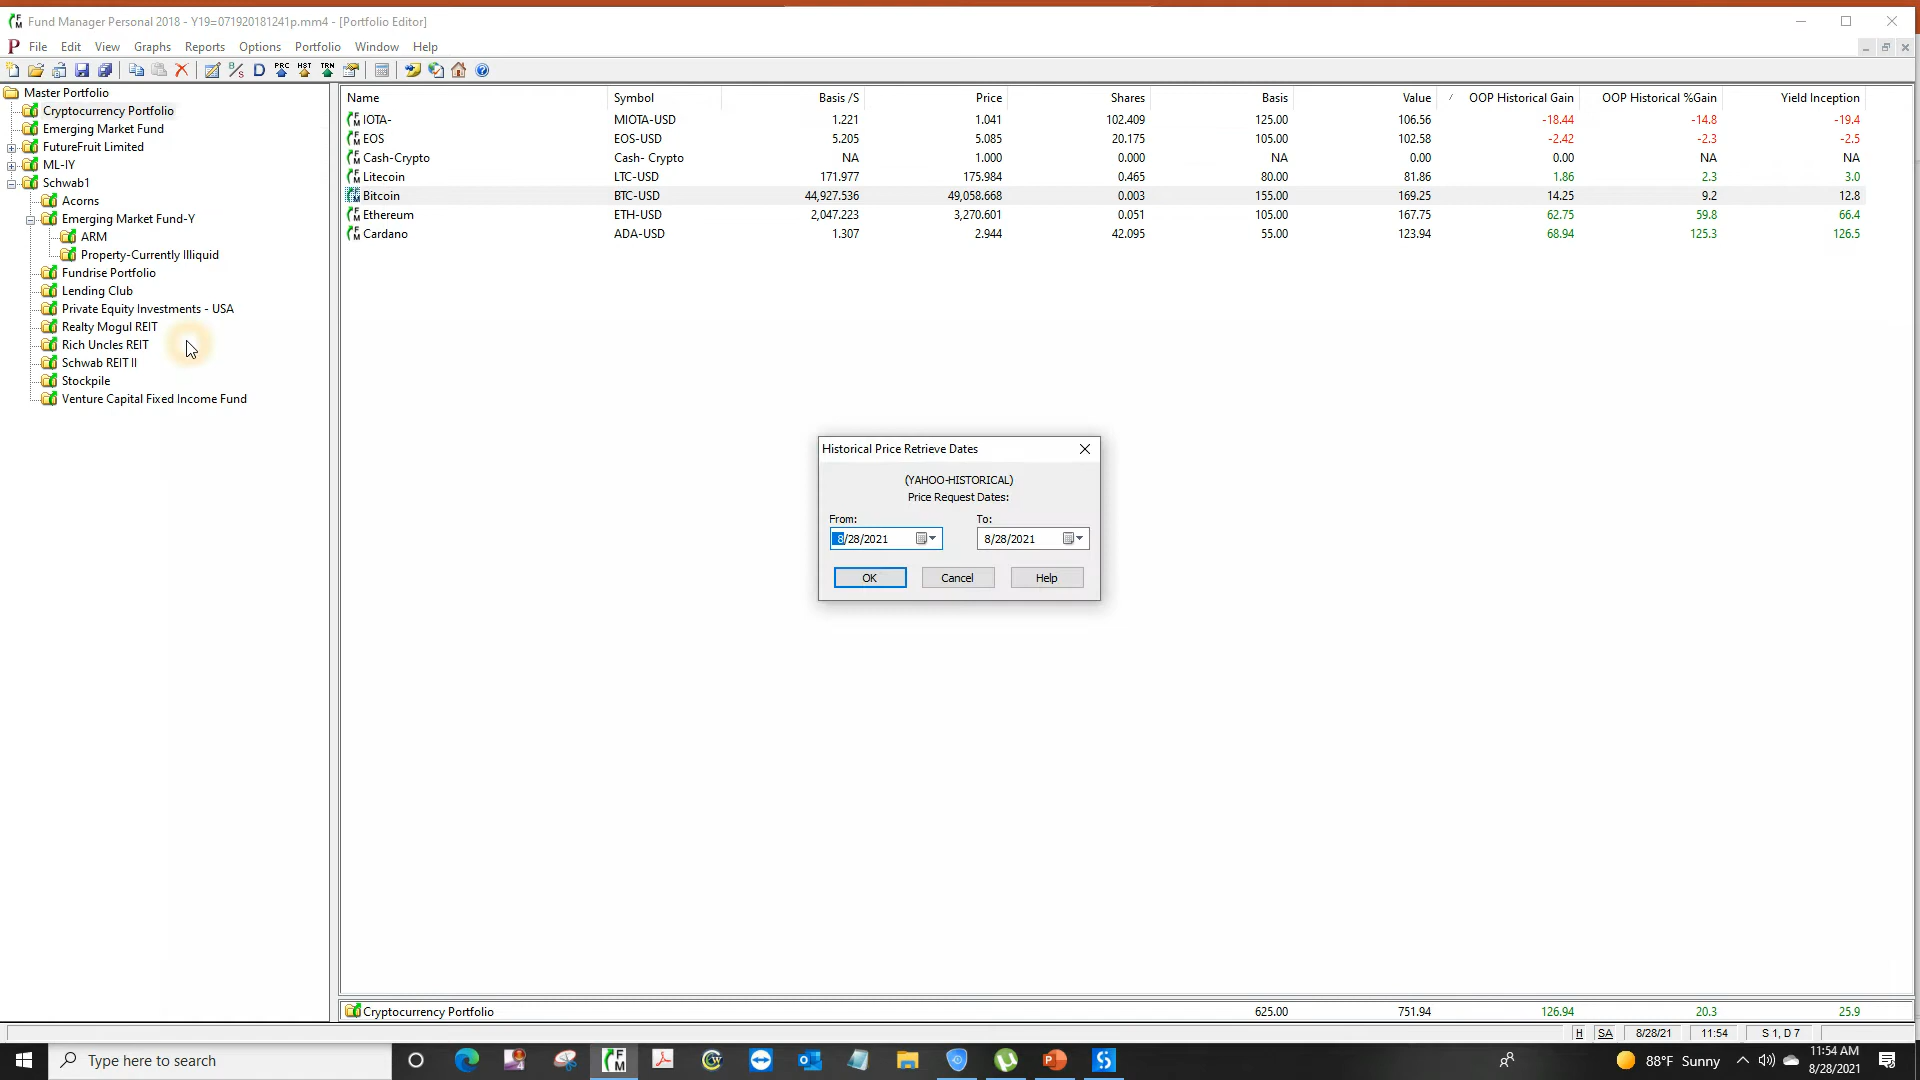 Fund Manager Personal 2018 - Y19=071920181241p.mm4 - [Portfolio Editor]
File Edit View Graphs Reports Options Portfolio Window Help
PRC HST TRN
Master Portfolio
Cryptocurrency Portfolio
Emerging Market Fund
FutureFruit Limited
ML-IY
Schwab1
Acorns
Emerging Market Fund-Y
ARM
Property-Currently Illiquid
Fundrise Portfolio
Lending Club
Private Equity Investments - USA
Realty Mogul REIT
Rich Uncles REIT
Schwab REIT II
Stockpile
Venture Capital Fixed Income Fund
Name Symbol Basis /S Price Shares Basis Value / OOP Historical Gain OOP Historical %Gain Yield Inception
IOTA- MIOTA-USD 1.221 1.041 102.409 125.00 106.56 -18.44 -14.8 -19.4
EOS EOS-USD 5.205 5.085 20.175 105.00 102.58 -2.42 -2.3 -2.5
Cash-Crypto Cash- Crypto NA 1.000 0.000 NA 0.00 0.00 NA NA
Litecoin LTC-USD 171.977 175.984 0.465 80.00 81.86 1.86 2.3 3.0
Bitcoin BTC-USD 44,927.536 49,058.668 0.003 155.00 169.25 14.25 9.2 12.8
Ethereum ETH-USD 2,047.223 3,270.601 0.051 105.00 167.75 62.75 59.8 66.4
Cardano ADA-USD 1.307 2.944 42.095 55.00 123.94 68.94 125.3 126.5
Historical Price Retrieve Dates
(YAHOO-HISTORICAL)
Price Request Dates:
From: To:
8/28/2021 8/28/2021
OK Cancel Help
Cryptocurrency Portfolio 625.00 751.94 126.94 20.3 25.9
H SA 8/28/21 11:54 S 1, D 7
Type here to search
88°F Sunny
11:54 AM
8/28/2021